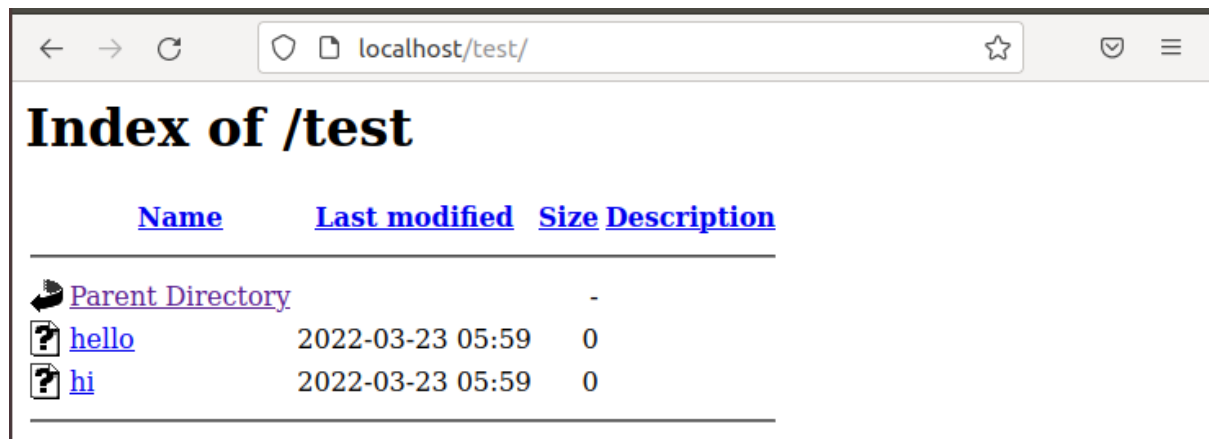 localhost/test/
Index of /test
Name Last modified Size Description
Parent Directory -
? hello 2022-03-23 05:59 0
? hi 2022-03-23 05:59 0